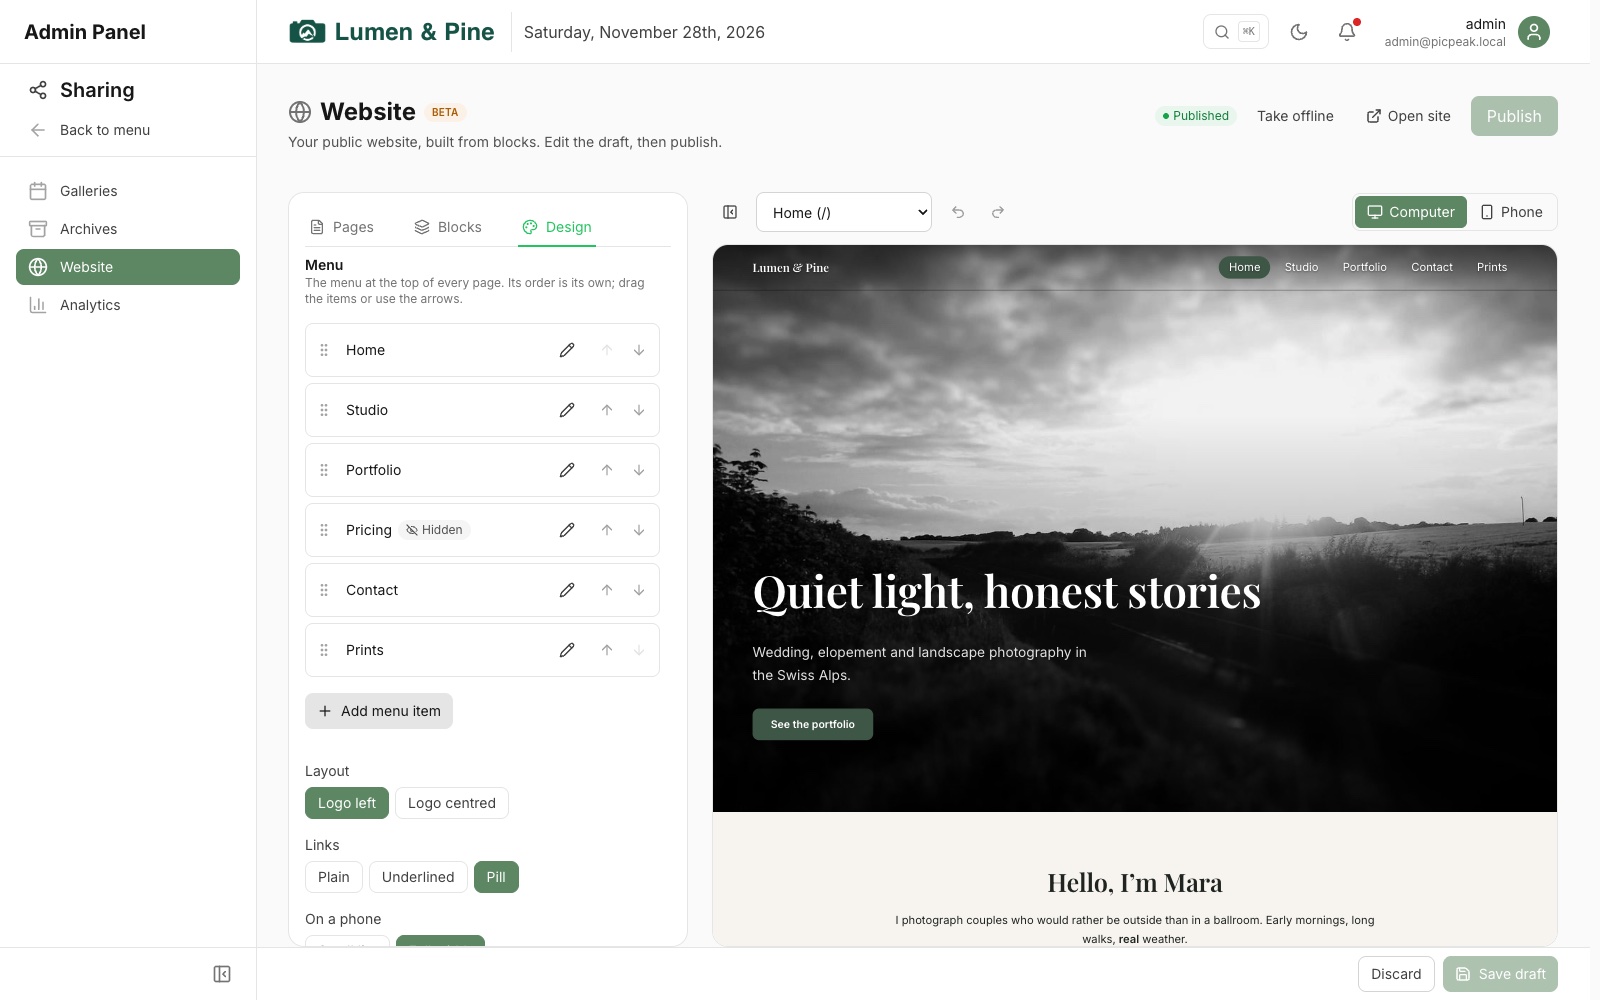 Admin Panel
Lumen & Pine
Saturday, November 28th, 2026
⌘K
admin
admin@picpeak.local
Sharing
Back to menu
Galleries
Archives
Website
Analytics
Website BETA
Your public website, built from blocks. Edit the draft, then publish.
Published
Take offline
Open site
Publish
Pages
Blocks
Design
Menu
The menu at the top of every page. Its order is its own; drag
the items or use the arrows.
Home
Studio
Portfolio
Pricing Hidden
Contact
Prints
Add menu item
Layout
Logo left
Logo centred
Links
Plain
Underlined
Pill
On a phone
Home (/)
Computer
Phone
Lumen & Pine
Home
Studio
Portfolio
Contact
Prints
Quiet light, honest stories
Wedding, elopement and landscape photography in
the Swiss Alps.
See the portfolio
Hello, I’m Mara
I photograph couples who would rather be outside than in a ballroom. Early mornings, long
walks, real weather.
Discard
Save draft